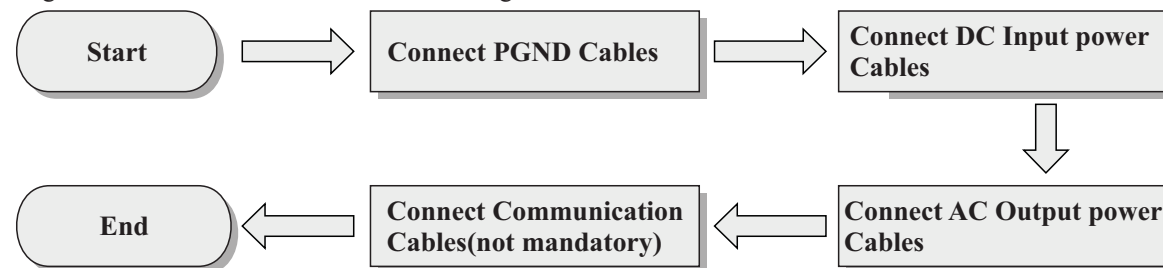 Start
Connect PGND Cables
Connect DC Input power
Cables
Connect AC Output power
Cables
Connect Communication
Cables(not mandatory)
End